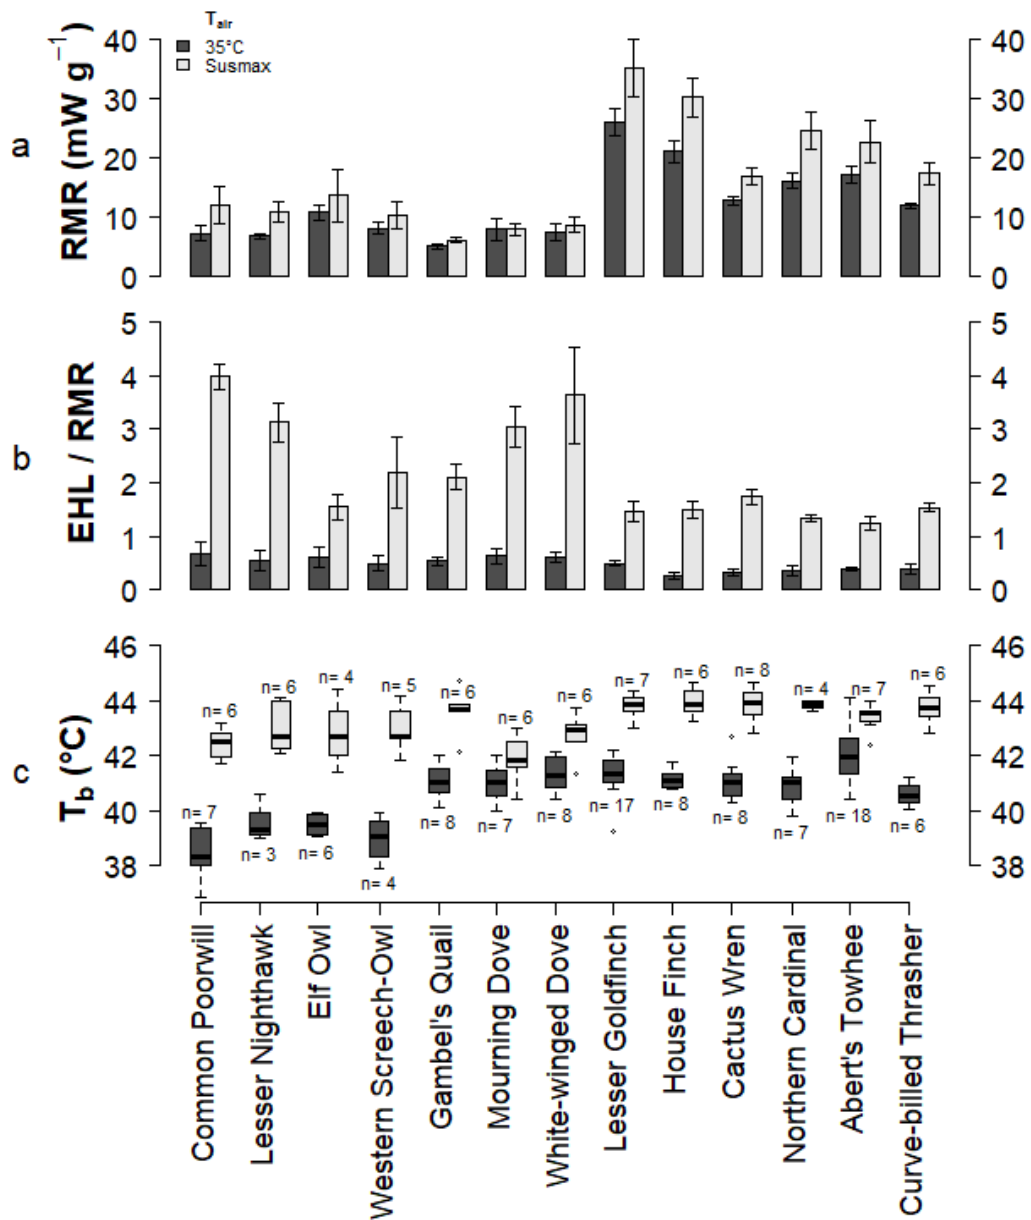 T_air
35°C
Susmax
a
RMR (mW g⁻¹)
40
30
20
10
0
40
30
20
10
0
b
EHL / RMR
5
4
3
2
1
0
5
4
3
2
1
0
c
T_b (°C)
46
44
42
40
38
46
44
42
40
38
n= 6
n= 6
n= 4
n= 5
n= 6
n= 6
n= 6
n= 7
n= 6
n= 8
n= 4
n= 7
n= 6
n= 7
n= 3
n= 6
n= 4
n= 8
n= 7
n= 8
n= 17
n= 8
n= 8
n= 7
n= 18
n= 6
Common Poorwill
Lesser Nighthawk
Elf Owl
Western Screech-Owl
Gambel's Quail
Mourning Dove
White-winged Dove
Lesser Goldfinch
House Finch
Cactus Wren
Northern Cardinal
Abert's Towhee
Curve-billed Thrasher